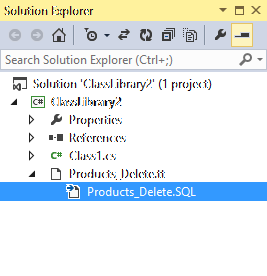 Solution Explorer
Search Solution Explorer (Ctrl+;)
Solution 'ClassLibrary2' (1 project)
C# ClassLibrary2
Properties
References
C# Class1.cs
Products_Delete.tt
Products_Delete.SQL